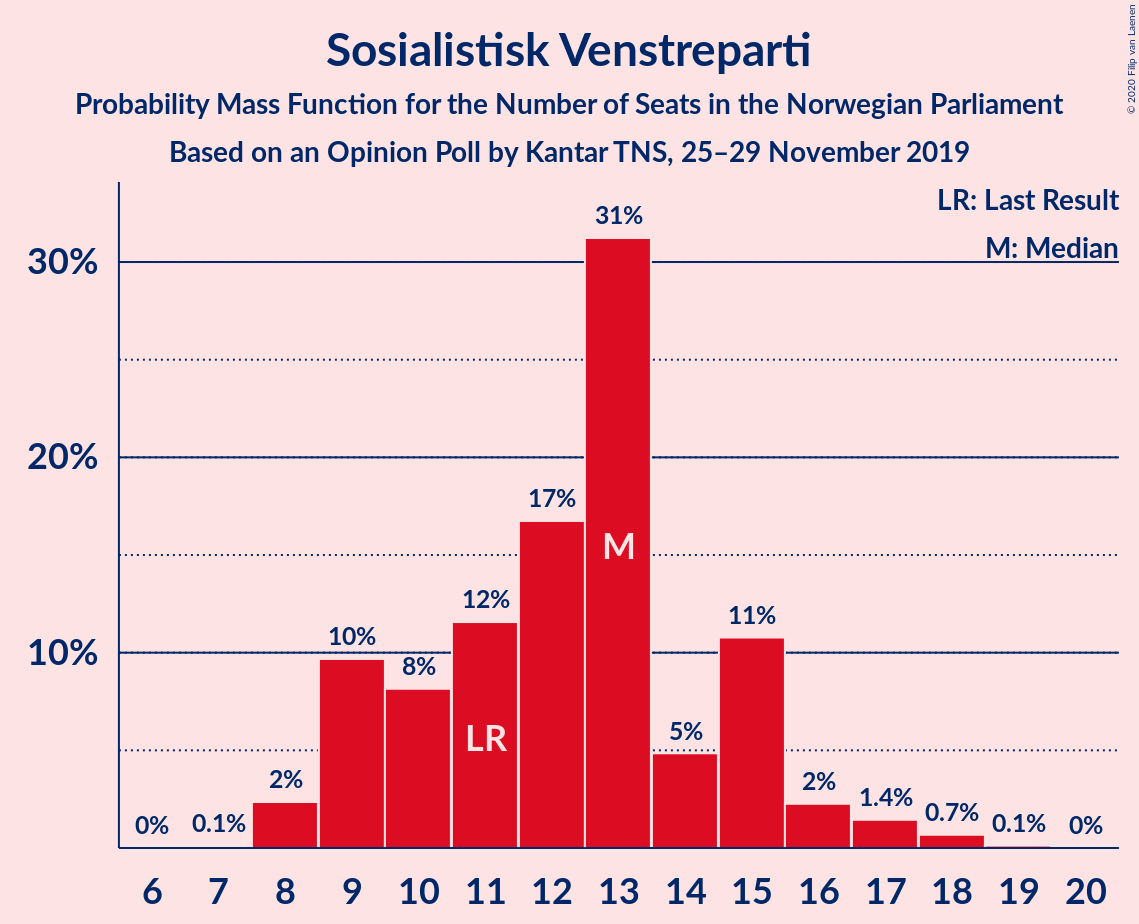 Sosialistisk Venstreparti
Probability Mass Function for the Number of Seats in the Norwegian Parliament
Based on an Opinion Poll by Kantar TNS, 25–29 November 2019
© 2020 Filip van Laenen
LR: Last Result
M: Median
30%
20%
10%
0%
0.1%
2%
10%
8%
12%
17%
31%
5%
11%
2%
1.4%
0.7%
0.1%
0%
LR
M
6 7 8 9 10 11 12 13 14 15 16 17 18 19 20